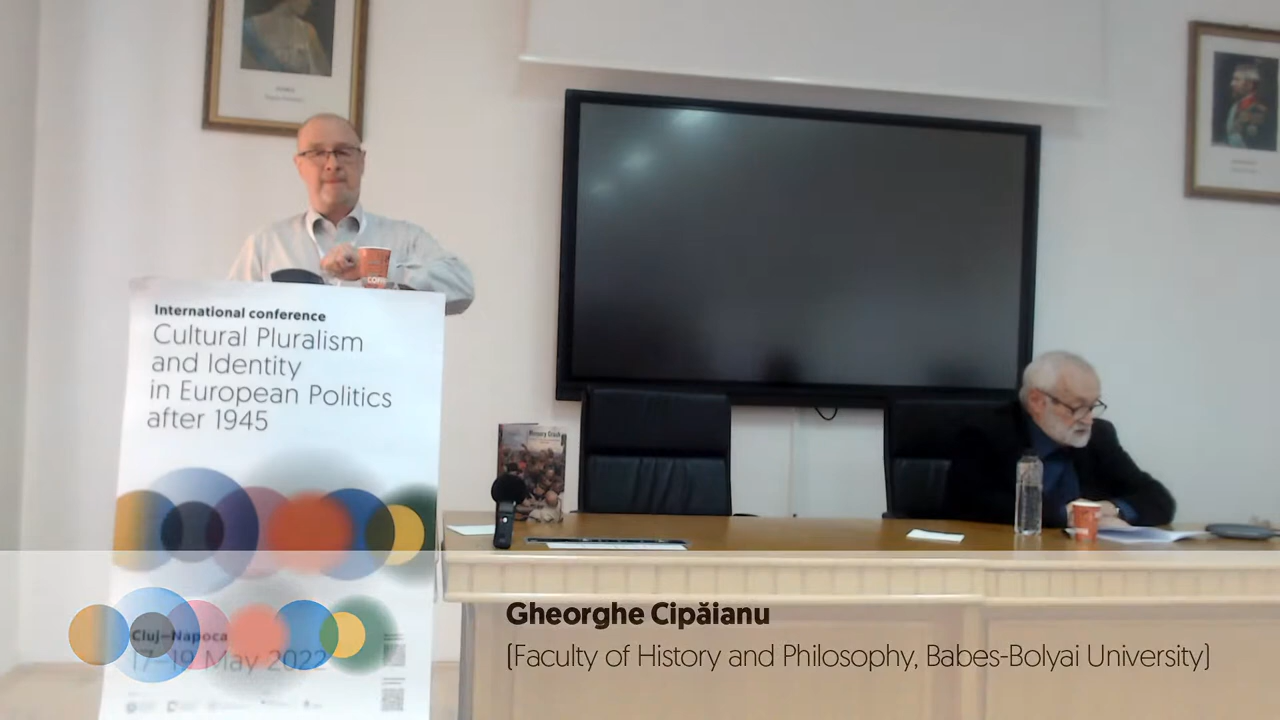 International conference
Cultural Pluralism
and Identity
in European Politics
after 1945
Cluj–Napoca
17–19 May 2022
Gheorghe Cipăianu
(Faculty of History and Philosophy, Babes-Bolyai University)